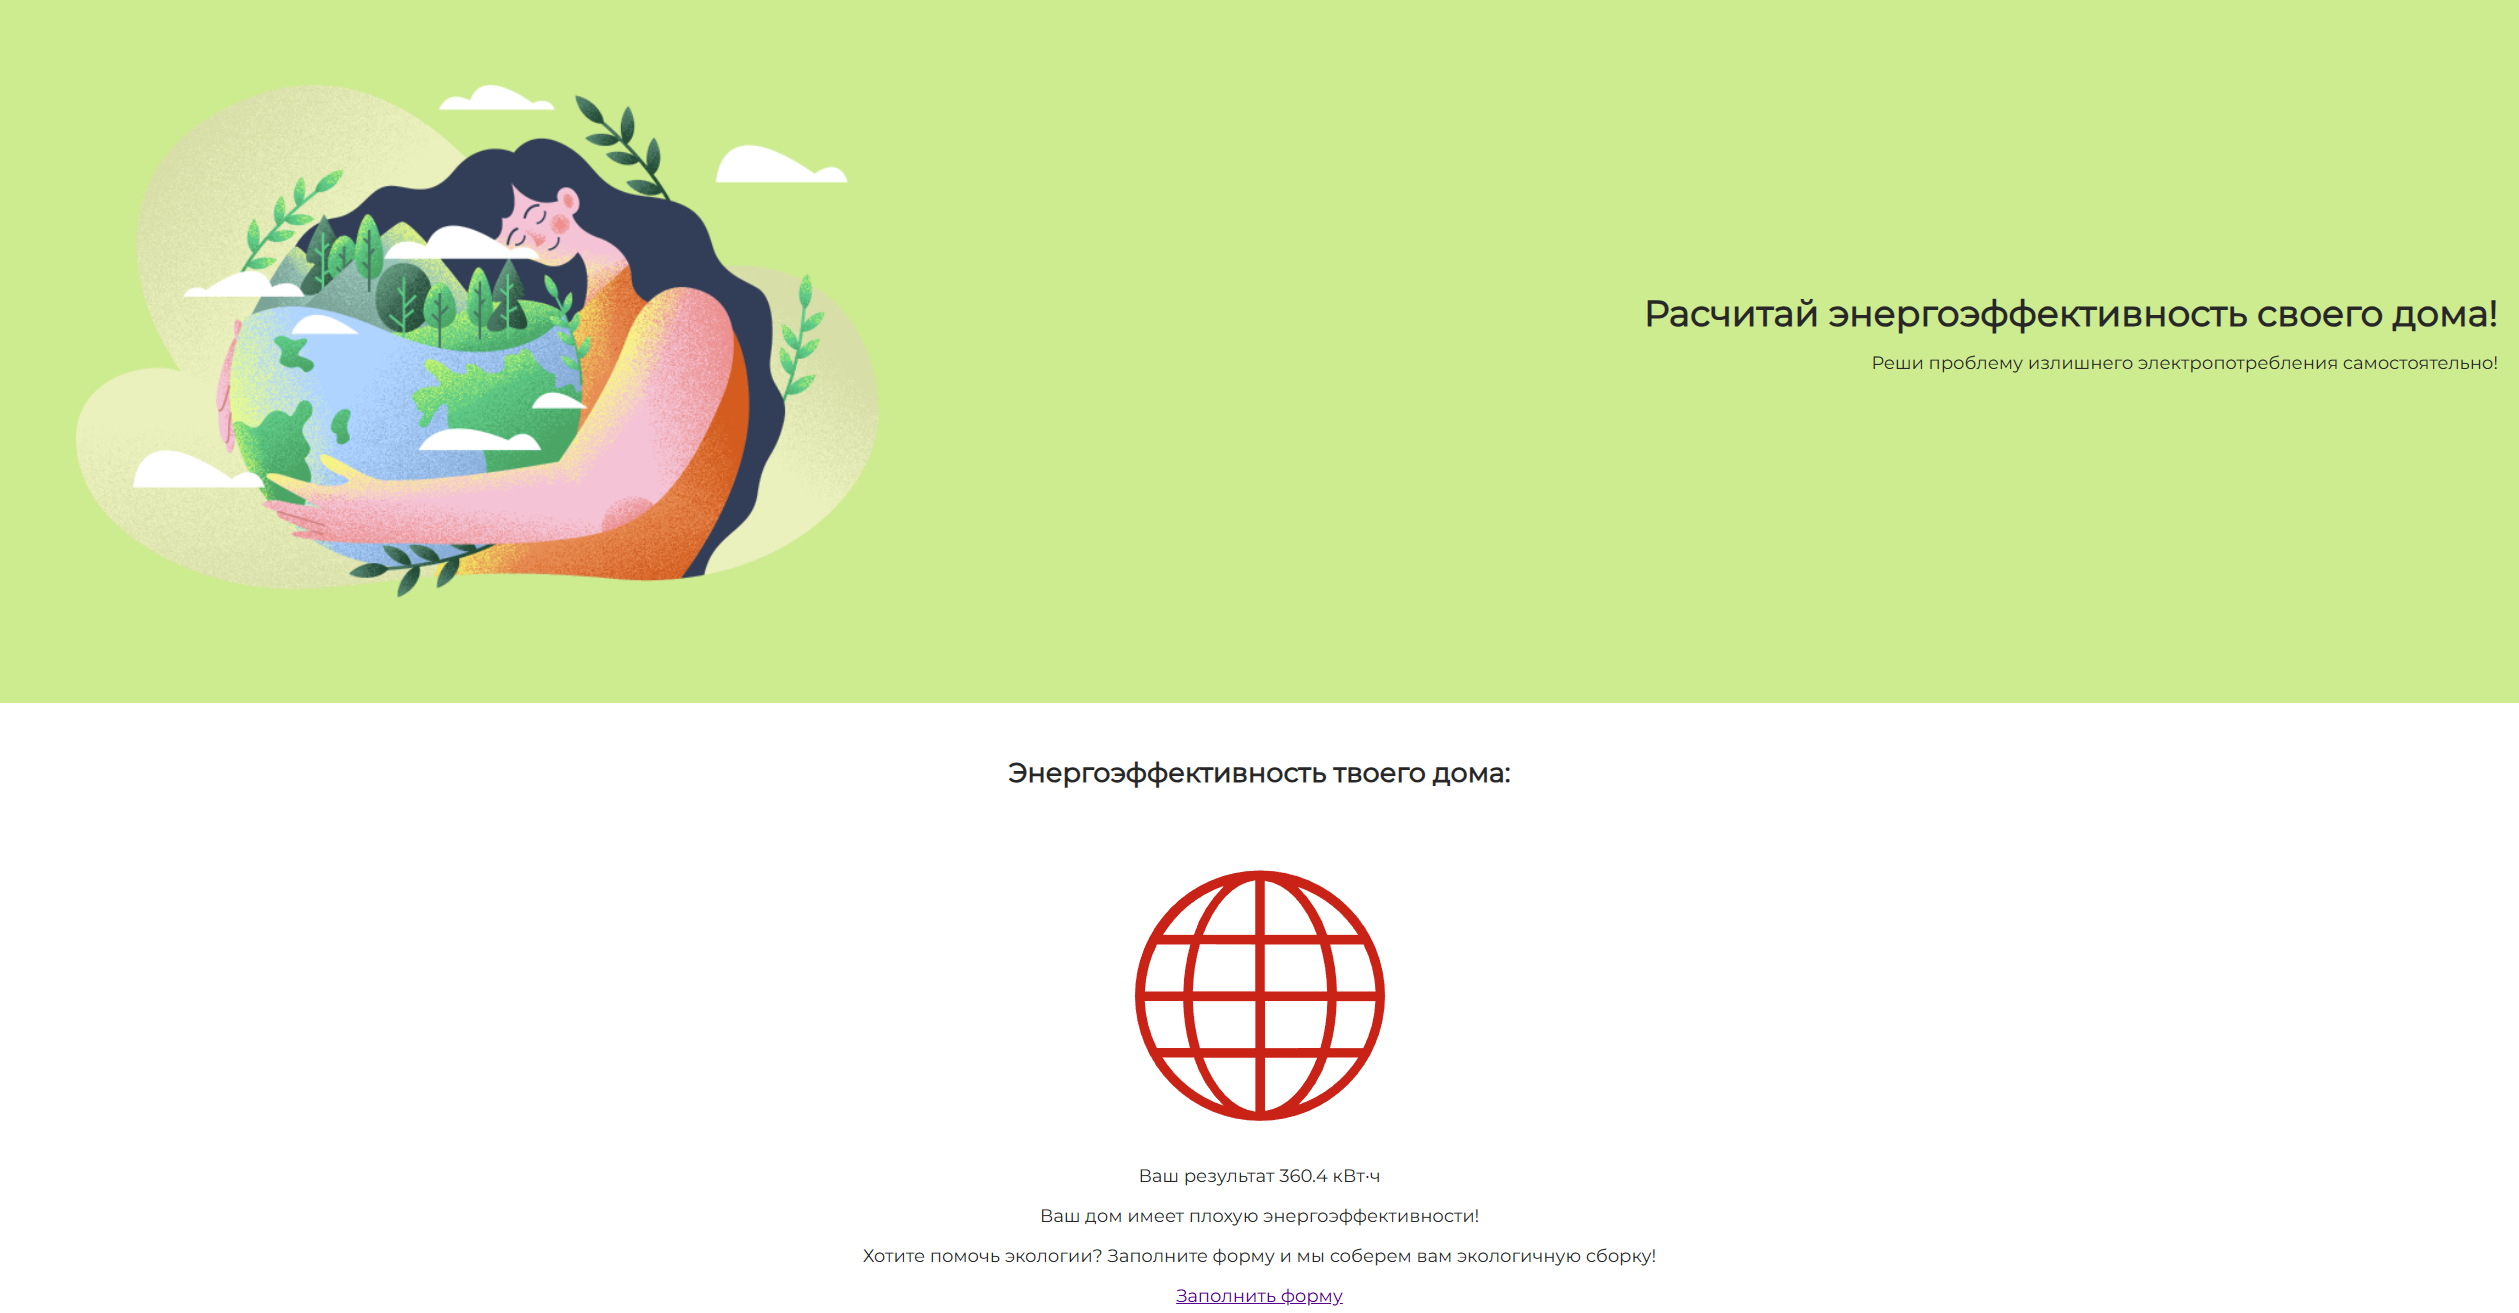 Расчитай энергоэффективность своего дома!
Реши проблему излишнего электропотребления самостоятельно!
Энергоэффективность твоего дома:
Ваш результат 360.4 кВт·ч
Ваш дом имеет плохую энергоэффективности!
Хотите помочь экологии? Заполните форму и мы соберем вам экологичную сборку!
Заполнить форму